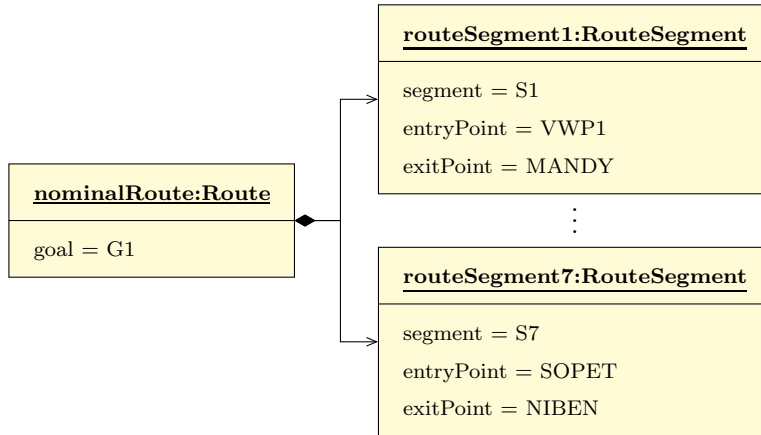 routeSegment1:RouteSegment
segment = S1
entryPoint = VWP1
exitPoint = MANDY
nominalRoute:Route
goal = G1
⋮
routeSegment7:RouteSegment
segment = S7
entryPoint = SOPET
exitPoint = NIBEN